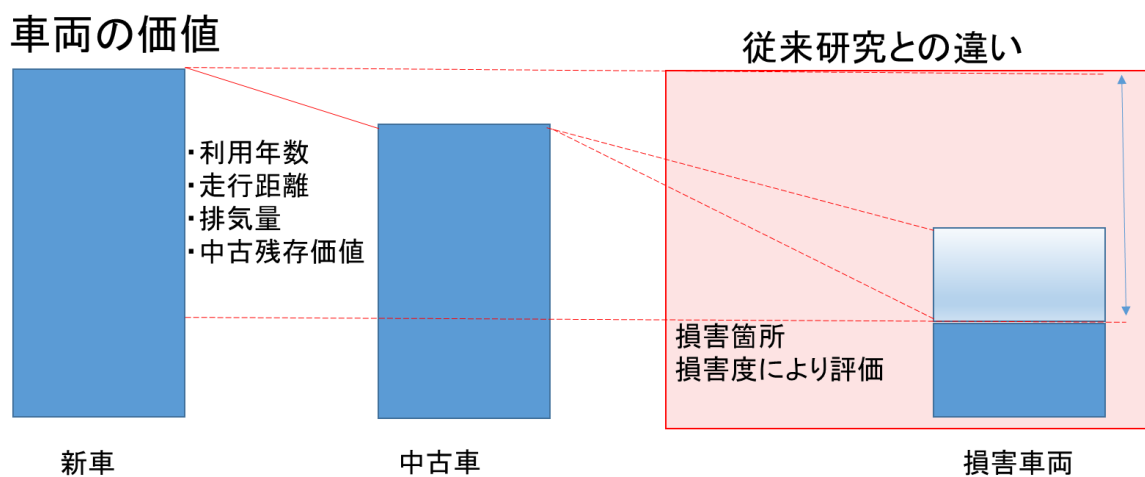 車両の価値
従来研究との違い
・利用年数
・走行距離
・排気量
・中古残存価値
損害箇所
損害度により評価
新車
中古車
損害車両